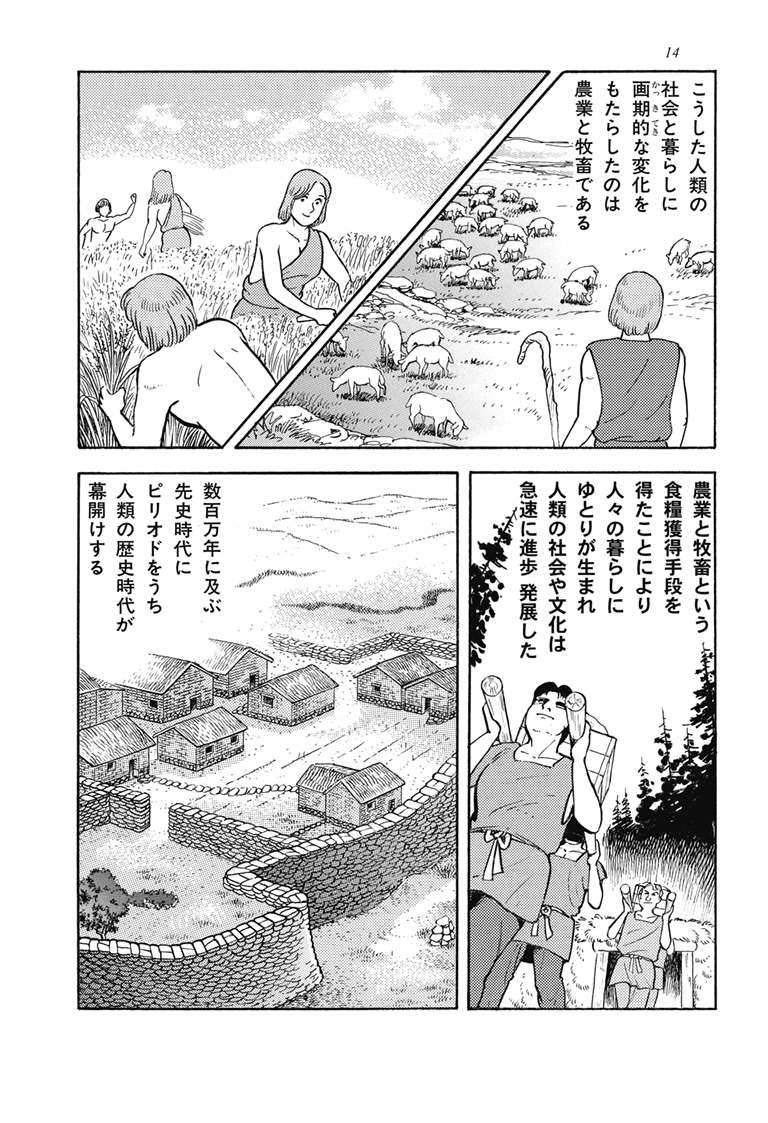 14
こうした人類の
社会と暮らしに
画期的な変化を
かっきてき
もたらしたのは
農業と牧畜である
農業と牧畜という
食糧獲得手段を
得たことにより
人々の暮らしに
ゆとりが生まれ
人類の社会や文化は
急速に進歩 発展した
数百万年に及ぶ
先史時代に
ピリオドをうち
人類の歴史時代が
幕開けする